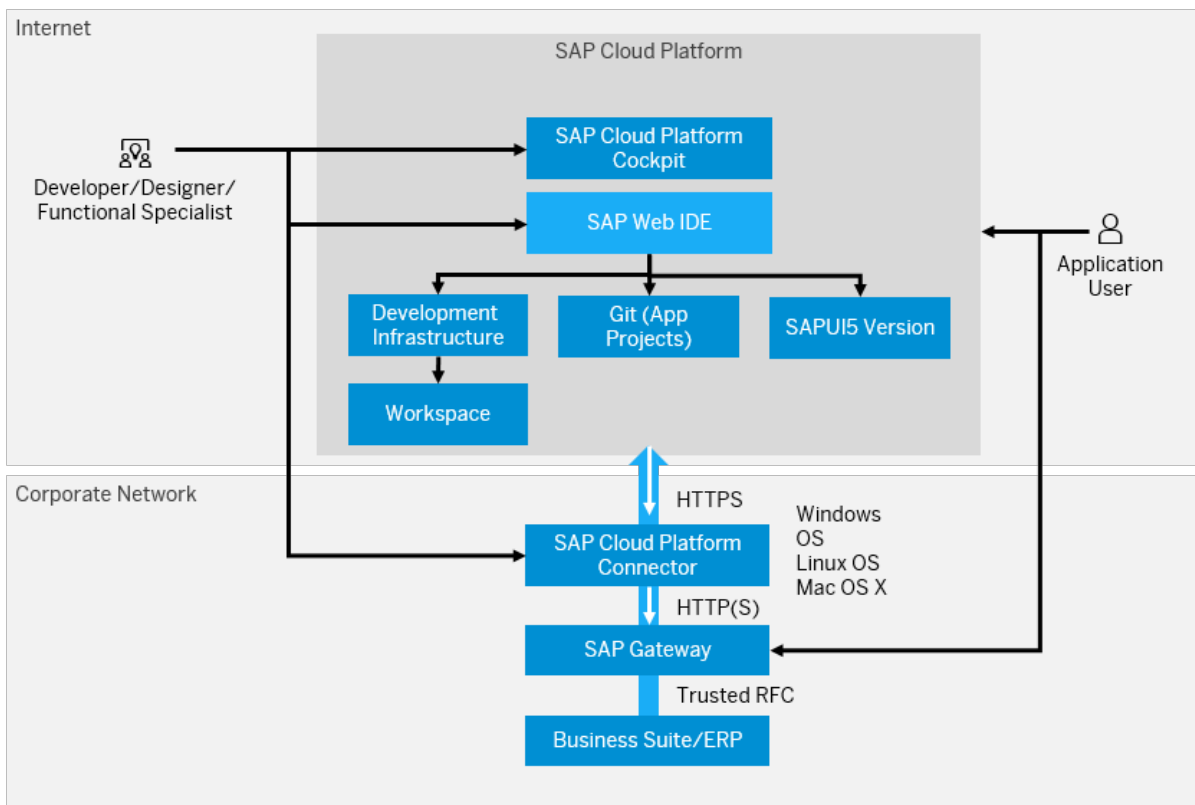 Internet
SAP Cloud Platform
SAP Cloud Platform
Cockpit
Developer/Designer/
Functional Specialist
SAP Web IDE
Application
User
Development
Infrastructure
Git (App
Projects)
SAPUI5 Version
Workspace
Corporate Network
HTTPS
Windows
OS
Linux OS
Mac OS X
SAP Cloud Platform
Connector
HTTP(S)
SAP Gateway
Trusted RFC
Business Suite/ERP